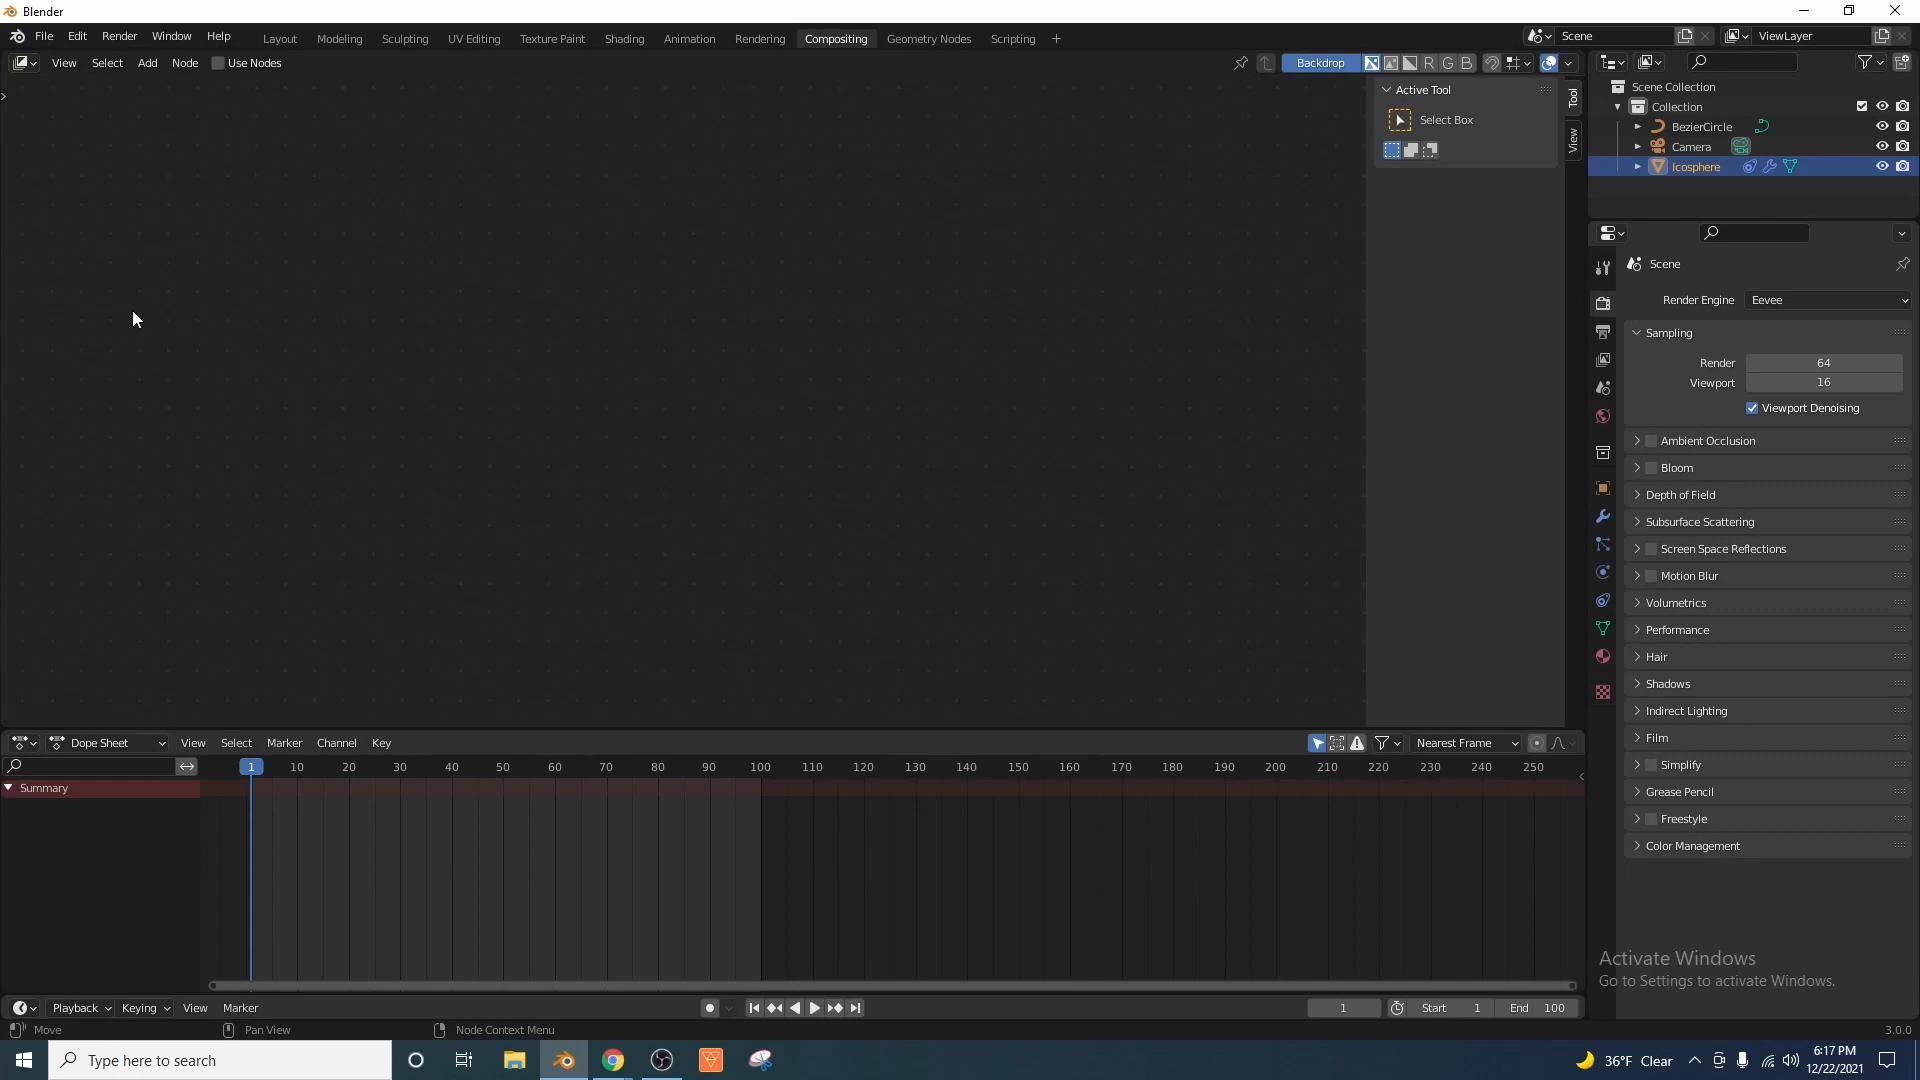 Blender
File Edit Render Window Help Layout Modeling Sculpting UV Editing Texture Paint Shading Animation Rendering Compositing Geometry Nodes Scripting + Scene ViewLayer
View Select Add Node Use Nodes Backdrop R G B
Active Tool
Select Box
Tool
View
Scene Collection
Collection
BezierCircle
Camera
Icosphere
Scene
Render Engine Eevee
Sampling
Render 64
Viewport 16
Viewport Denoising
Ambient Occlusion
Bloom
Depth of Field
Subsurface Scattering
Screen Space Reflections
Motion Blur
Volumetrics
Performance
Hair
Shadows
Indirect Lighting
Film
Simplify
Grease Pencil
Freestyle
Color Management
Dope Sheet View Select Marker Channel Key Nearest Frame
1 10 20 30 40 50 60 70 80 90 100 110 120 130 140 150 160 170 180 190 200 210 220 230 240 250
Summary
Activate Windows
Go to Settings to activate Windows.
Playback Keying View Marker 1 Start 1 End 100
Move Pan View Node Context Menu 3.0.0
Type here to search 36°F Clear 6:17 PM
12/22/2021